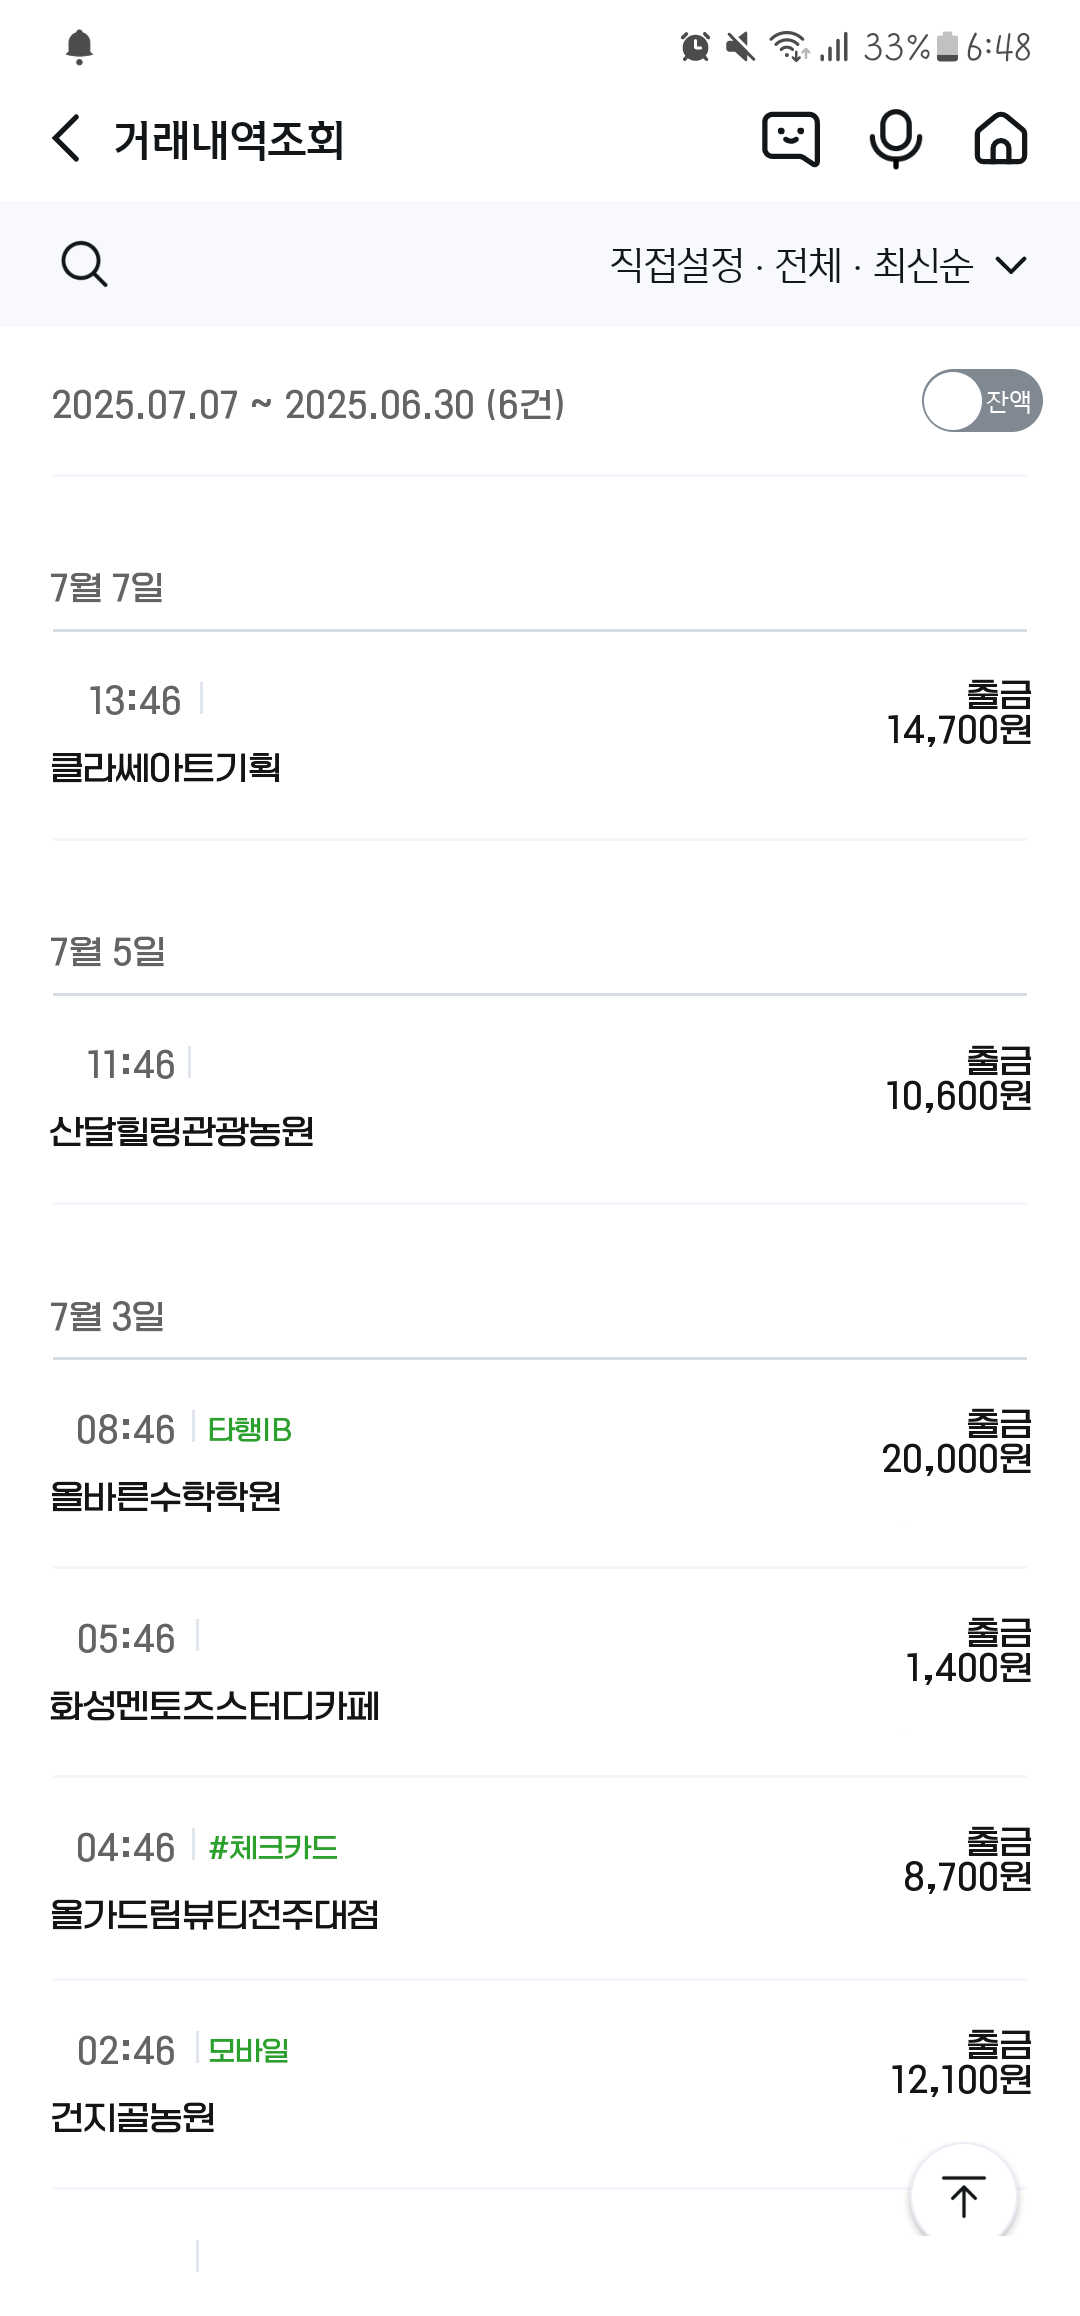 33% 6:48
거래내역조회
직접설정 · 전체 · 최신순
2025.07.07 ~ 2025.06.30 (6건)
잔액
7월 7일
13:46
출금
14,700원
클라쎄아트기획
7월 5일
11:46
출금
10,600원
산달힐링관광농원
7월 3일
08:46 타행IB
출금
20,000원
올바른수학학원
05:46
출금
1,400원
화성멘토즈스터디카페
04:46 #체크카드
출금
8,700원
올가드림뷰티전주대점
02:46 모바일
출금
12,100원
건지골농원